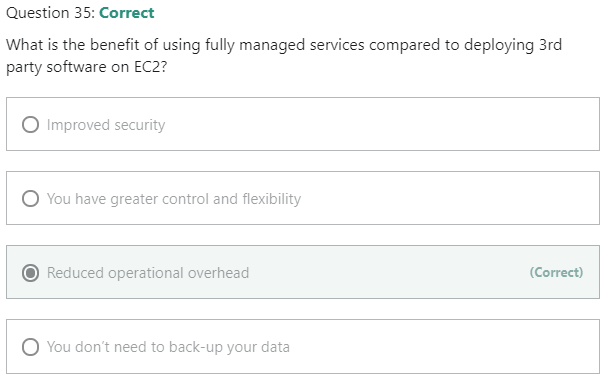 Question 35: Correct
What is the benefit of using fully managed services compared to deploying 3rd
party software on EC2?
Improved security
You have greater control and flexibility
Reduced operational overhead (Correct)
You don't need to back-up your data